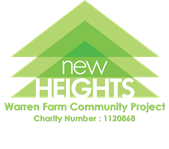 new
HEIGHTS
Warren Farm Community Project
Charity Number : 1120868